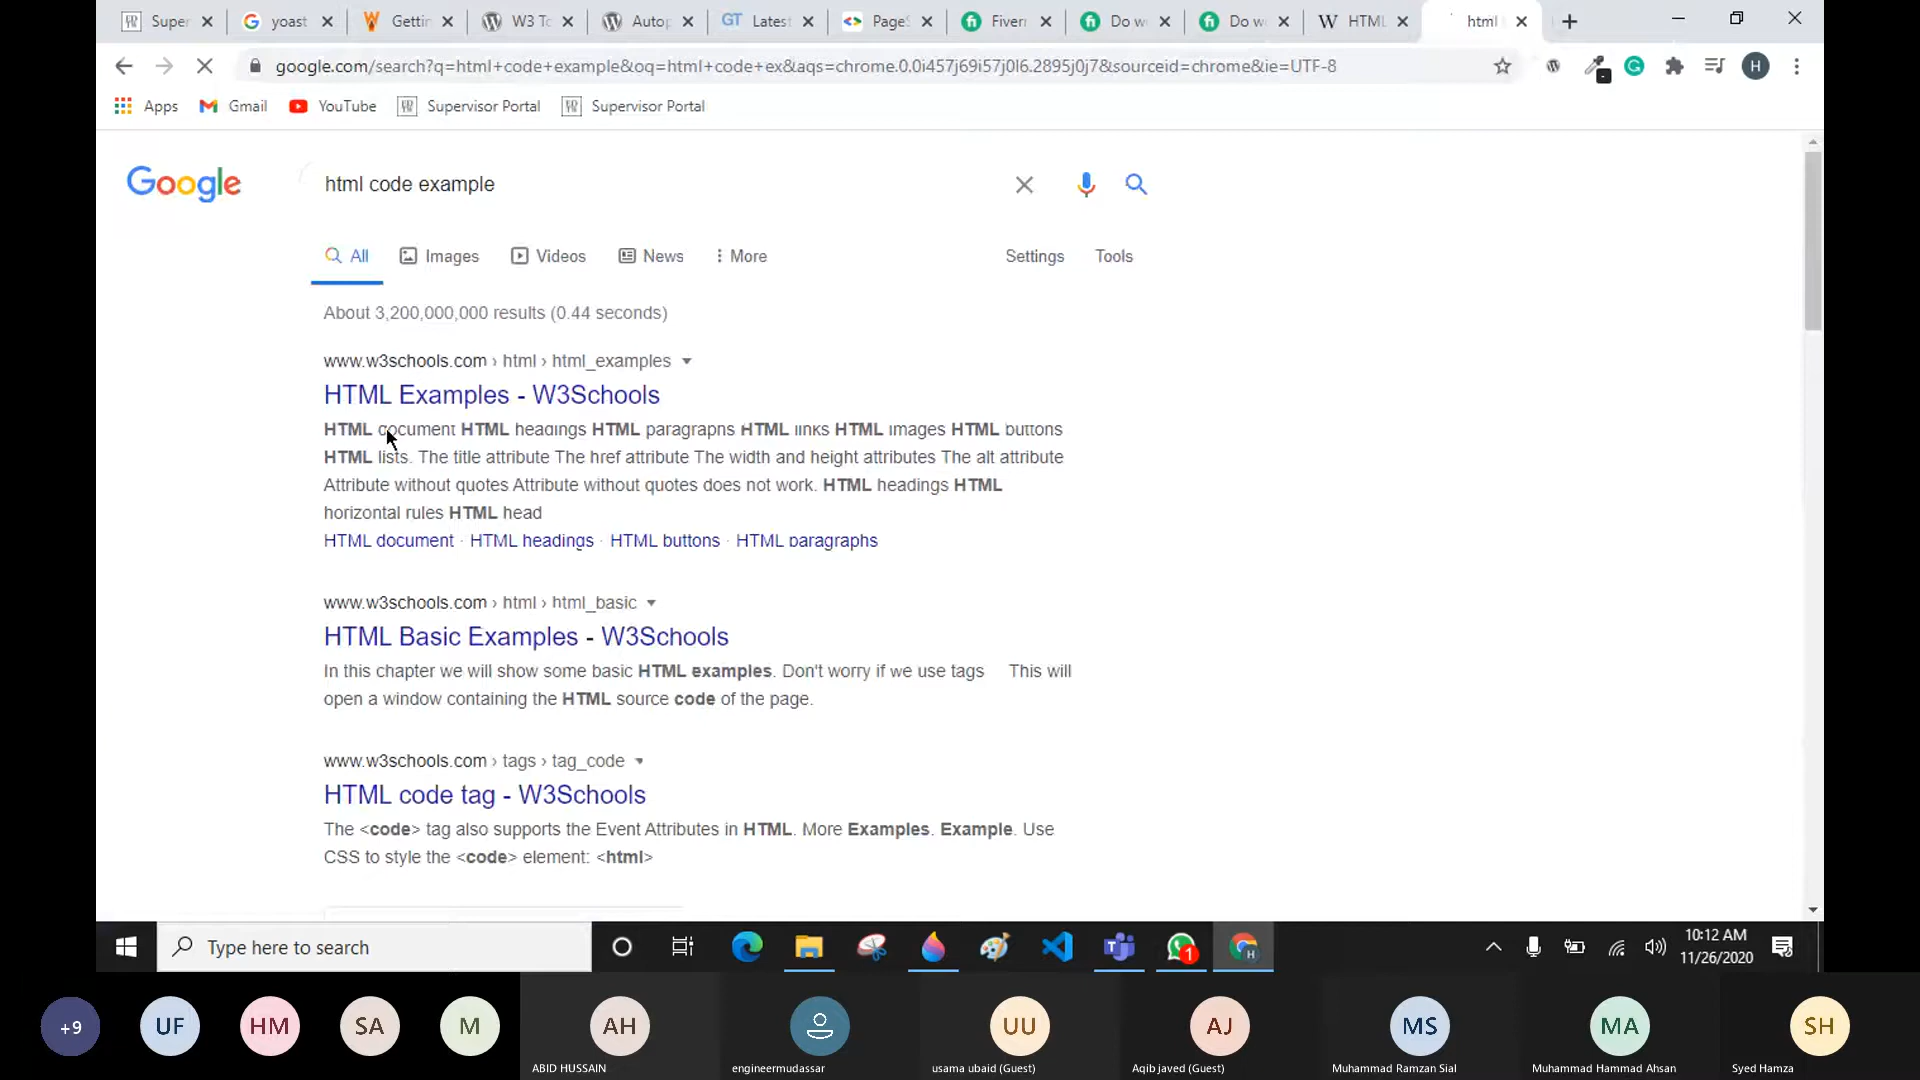 Super
yoast
Gettin
W3 To
Autop
GT Latest
PageS
Fiverr
Do w
Do w
W HTML
html
google.com/search?q=html+code+example&oq=html+code+ex&aqs=chrome.0.0i457j69i57j0l6.2895j0j7&sourceid=chrome&ie=UTF-8
H
Apps Gmail YouTube Supervisor Portal Supervisor Portal
Google
html code example
All Images Videos News More Settings Tools
About 3,200,000,000 results (0.44 seconds)
www.w3schools.com › html › html_examples
HTML Examples - W3Schools
HTML document HTML headings HTML paragraphs HTML links HTML images HTML buttons
HTML lists. The title attribute The href attribute The width and height attributes The alt attribute
Attribute without quotes Attribute without quotes does not work. HTML headings HTML
horizontal rules HTML head
HTML document · HTML headings · HTML buttons · HTML paragraphs
www.w3schools.com › html › html_basic
HTML Basic Examples - W3Schools
In this chapter we will show some basic HTML examples. Don't worry if we use tags This will
open a window containing the HTML source code of the page.
www.w3schools.com › tags › tag_code
HTML code tag - W3Schools
The <code> tag also supports the Event Attributes in HTML. More Examples. Example. Use
CSS to style the <code> element: <html>
Type here to search
1
H
10:12 AM
11/26/2020
+9 UF HM SA M AH UU AJ MS MA SH
ABID HUSSAIN engineermudassar usama ubaid (Guest) Aqib javed (Guest) Muhammad Ramzan Sial Muhammad Hammad Ahsan Syed Hamza